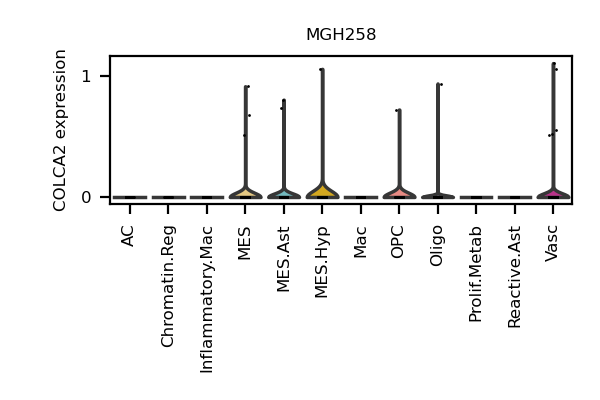 MGH258
COLCA2 expression
1
0
AC
Chromatin.Reg
Inflammatory.Mac
MES
MES.Ast
MES.Hyp
Mac
OPC
Oligo
Prolif.Metab
Reactive.Ast
Vasc